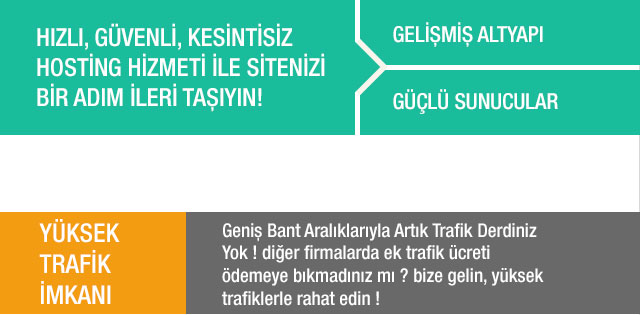 HIZLI, GÜVENLİ, KESİNTİSİZ
HOSTİNG HİZMETİ İLE SİTENİZİ
BİR ADIM İLERİ TAŞIYIN!
GELİŞMİŞ ALTYAPI
GÜÇLÜ SUNUCULAR
YÜKSEK
TRAFİK
İMKANI
Geniş Bant Aralıklarıyla Artık Trafik Derdiniz
Yok ! diğer firmalarda ek trafik ücreti
ödemeye bıkmadınız mı ? bize gelin, yüksek
trafiklerle rahat edin !